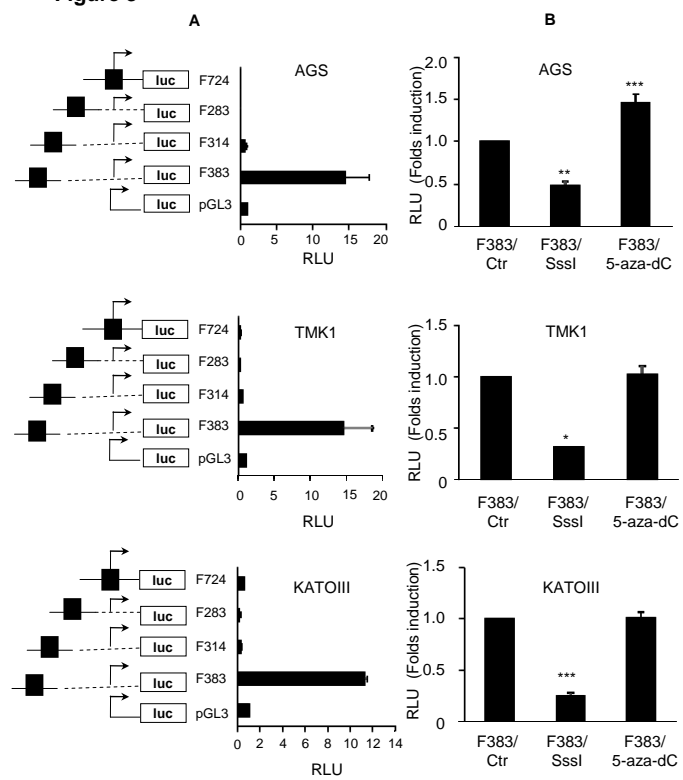 A
B
AGS
luc F724
luc F283
luc F314
luc F383
luc pGL3
0 5 10 15 20
RLU
AGS
RLU (Folds induction)
2.0
1.5
1.0
0.5
0
**
***
F383/ Ctr
F383/ SssI
F383/ 5-aza-dC
TMK1
luc F724
luc F283
luc F314
luc F383
luc pGL3
0 5 10 15 20
RLU
TMK1
RLU (Folds induction)
1.5
1.0
0.5
0
*
F383/ Ctr
F383/ SssI
F383/ 5-aza-dC
KATOIII
luc F724
luc F283
luc F314
luc F383
luc pGL3
0 2 4 6 8 10 12 14
RLU
KATOIII
RLU (Folds induction)
1.5
1.0
0.5
0
***
F383/ Ctr
F383/ SssI
F383/ 5-aza-dC